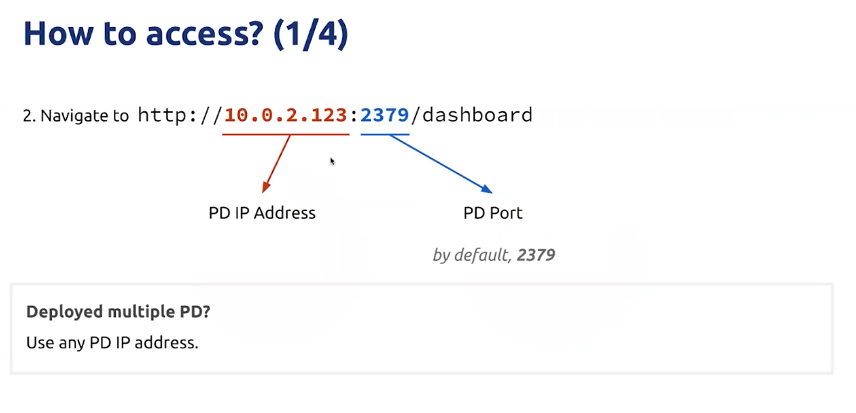 How to access? (1/4)
2. Navigate to http://10.0.2.123:2379/dashboard
PD IP Address
PD Port
by default, 2379
Deployed multiple PD?
Use any PD IP address.